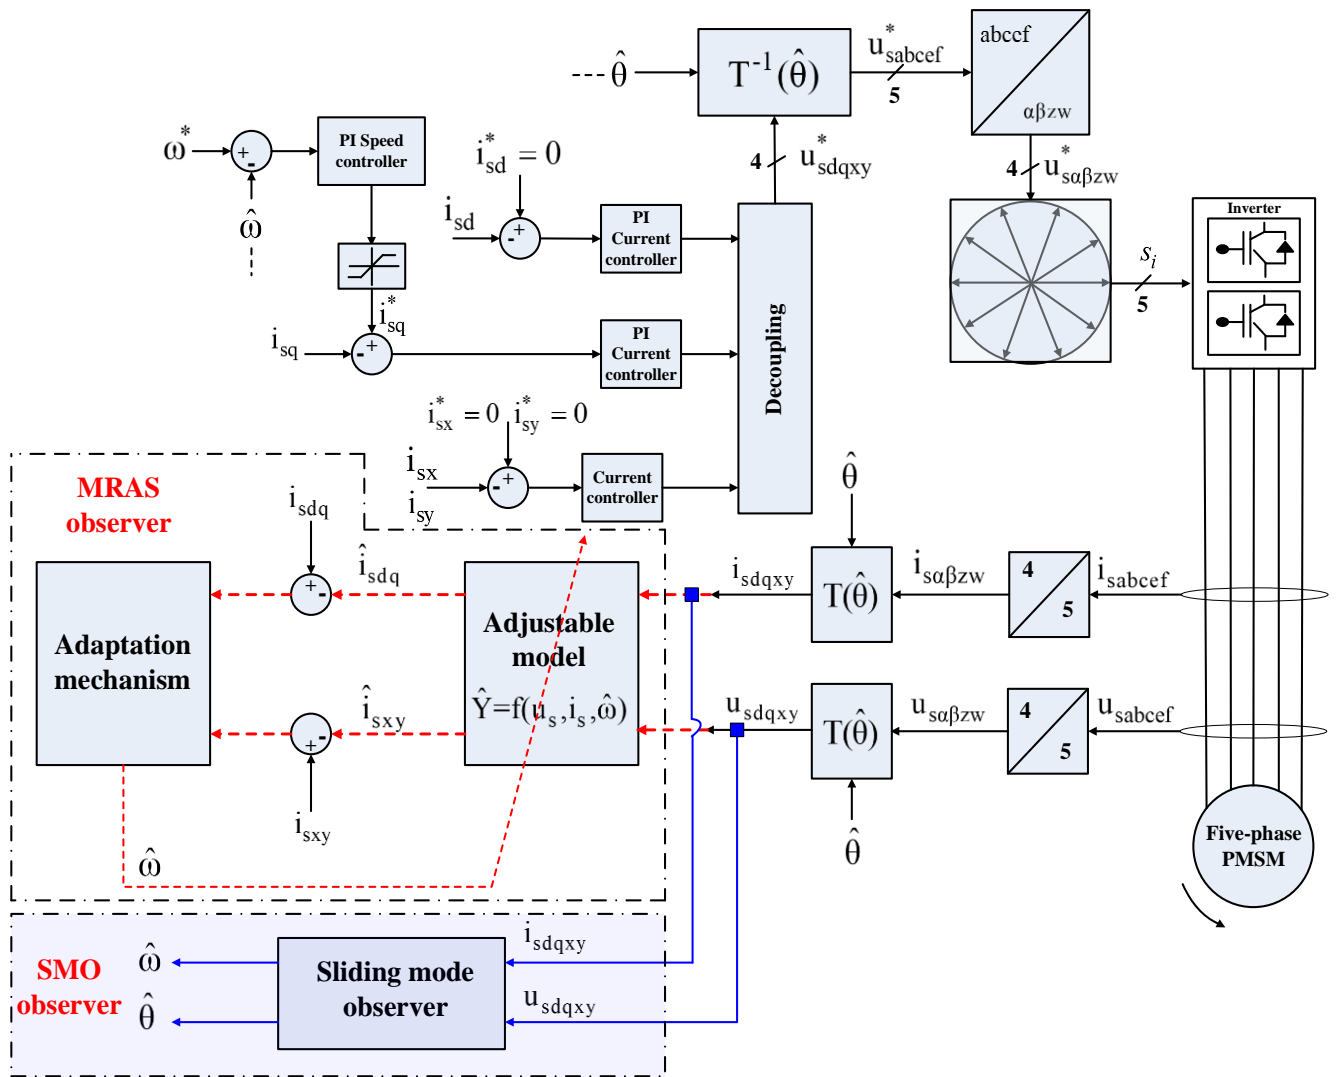 abccf
αβzw
--- θ̂
T⁻¹(θ̂)
u*sabcef
5
4
u*sdqxy
4
u*sαβzw
ω*
+
-
ω̂
PI Speed
controller
i*sd = 0
isd
-
+
PI
Current
controller
i*sq
isq
-
+
PI
Current
controller
Decoupling
si
5
Inverter
i*sx = 0
i*sy = 0
isx
isy
-
+
Current
controller
MRAS
observer
isdq
îsdq
+
-
Adaptation
mechanism
Adjustable
model
Ŷ=f(us,is,ω̂)
îsxy
+
-
isxy
ω̂
isdqxy
θ̂
T(θ̂)
isαβzw
4
5
isabcef
usdqxy
T(θ̂)
θ̂
usαβzw
4
5
usabcef
Five-phase
PMSM
SMO
observer
ω̂
θ̂
Sliding mode
observer
isdqxy
usdqxy